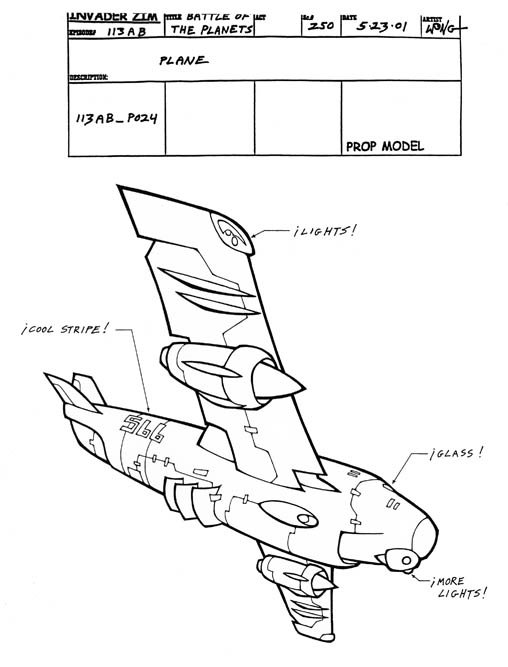 INVADER ZIM TITLE BATTLE OF ACT Sc# DATE ARTIST
EPISODE# 113AB THE PLANETS 250 5·23·01 WONG
PLANE
DESCRIPTION:
113AB_P024
PROP MODEL
¡LIGHTS!
¡COOL STRIPE!
566
¡GLASS!
¡MORE
LIGHTS!